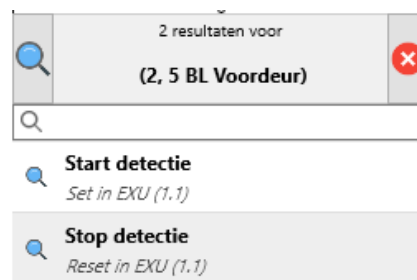 2 resultaten voor
(2, 5 BL Voordeur)
Start detectie
Set in EXU (1.1)
Stop detectie
Reset in EXU (1.1)